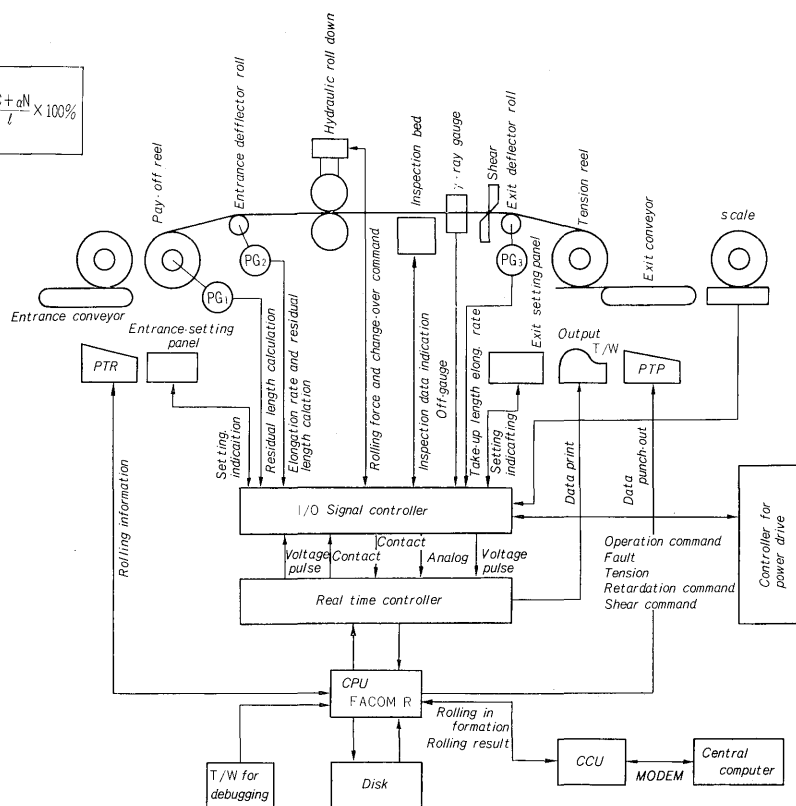 + aN
l
× 100%
Pay-off reel
Entrance defflector roll
Hydraulic roll down
Inspection bed
γ-ray gauge
Shear
Exit deflector roll
Tension reel
Exit conveyor
scale
PG₁
PG₂
PG₃
Entrance conveyor
Entrance-setting
panel
Exit setting panel
Output
T/W
PTR
PTP
Rolling information
Setting.
indicaition
Residual length calculation
Elongation rate and residual
length calation
Rolling force and change-over command
Inspection data indication
Off-gauge
Take-up length elong. rate
Setting
indicafting
Data print
Data
punch-out
I/O Signal controller
Voltage
pulse
Contact
Contact
Analog
Voltage
pulse
Real time controller
Operation command
Fault
Tension
Retardation command
Shear command
Controller for
power drive
CPU
FACOM R
Rolling in
formation
Rolling result
T/W for
debugging
Disk
CCU
MODEM
Central
computer